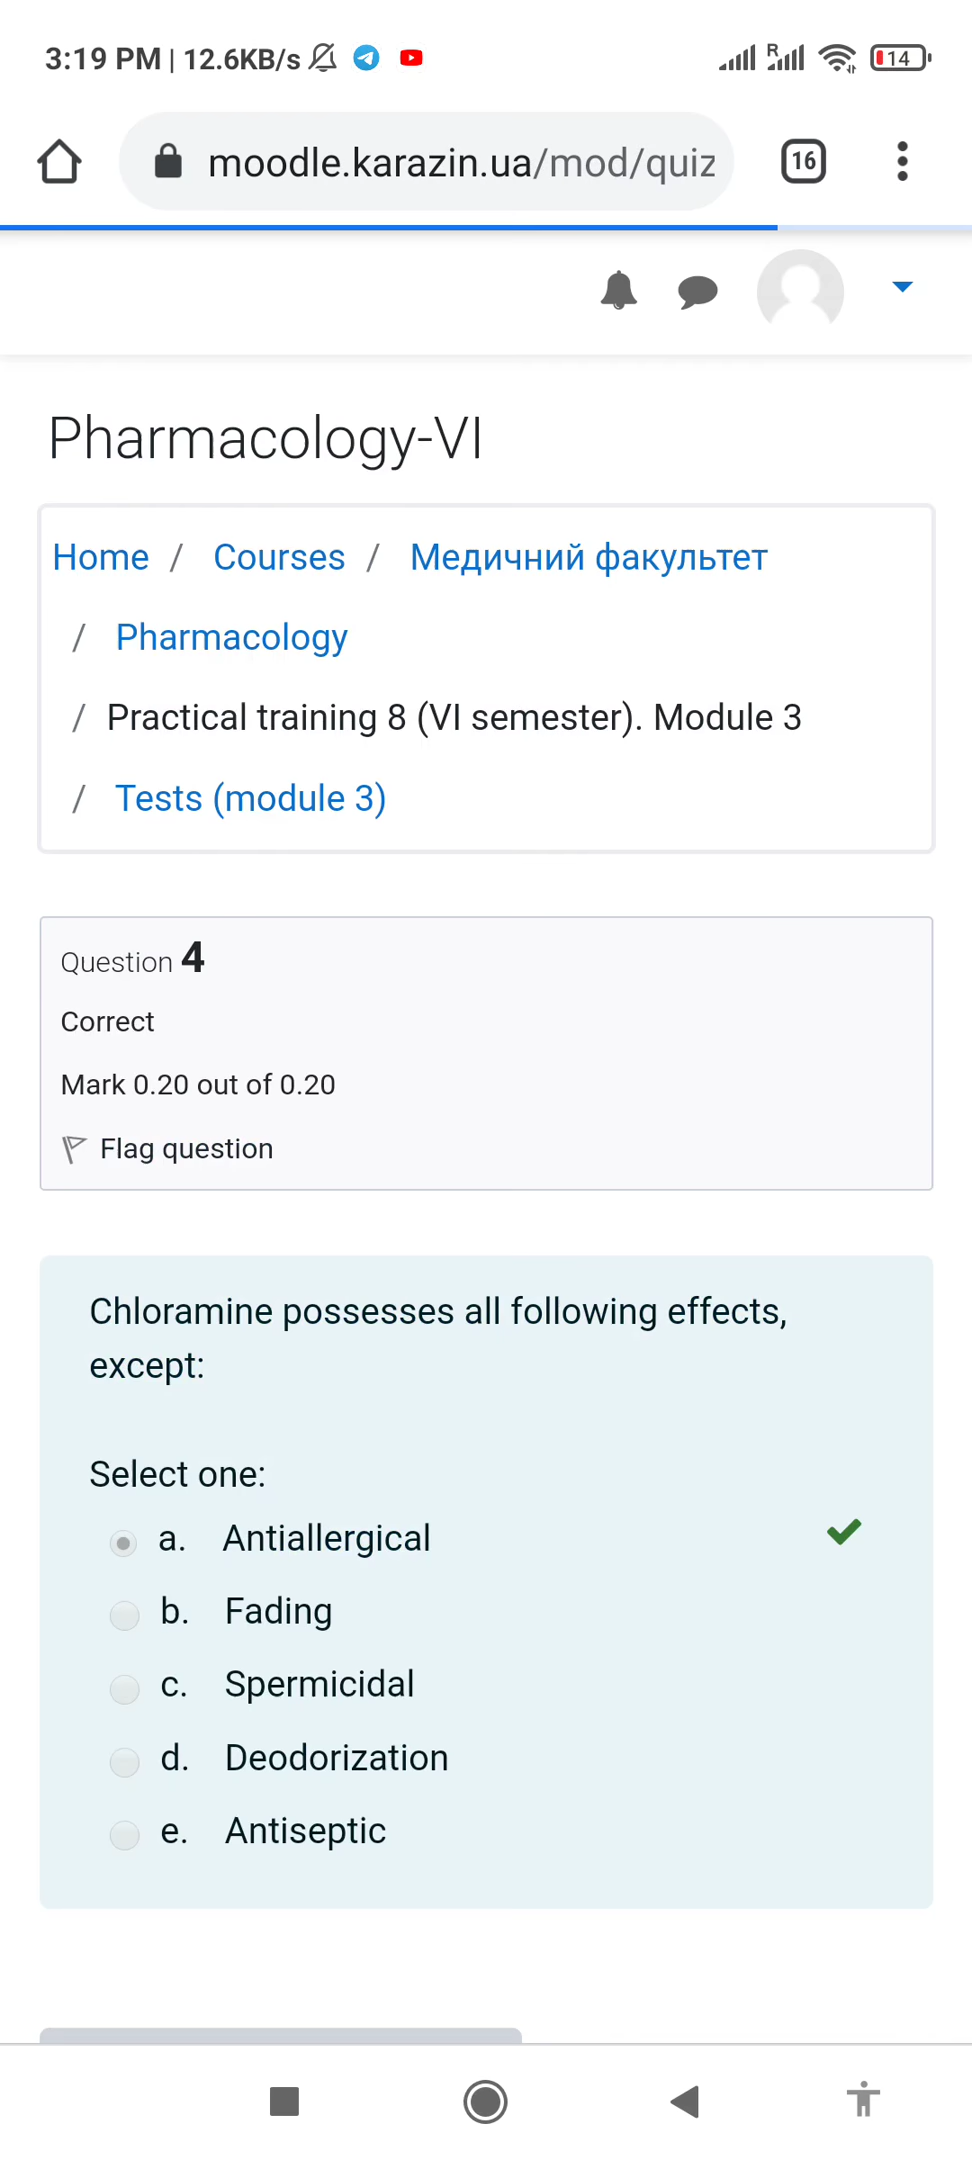 3:19 PM | 12.6KB/s R 14
moodle.karazin.ua/mod/quiz 16
Pharmacology-VI
Home / Courses / Медичний факультет
/ Pharmacology
/ Practical training 8 (VI semester). Module 3
/ Tests (module 3)
Question 4
Correct
Mark 0.20 out of 0.20
Flag question
Chloramine possesses all following effects,
except:
Select one:
a. Antiallergical
b. Fading
c. Spermicidal
d. Deodorization
e. Antiseptic